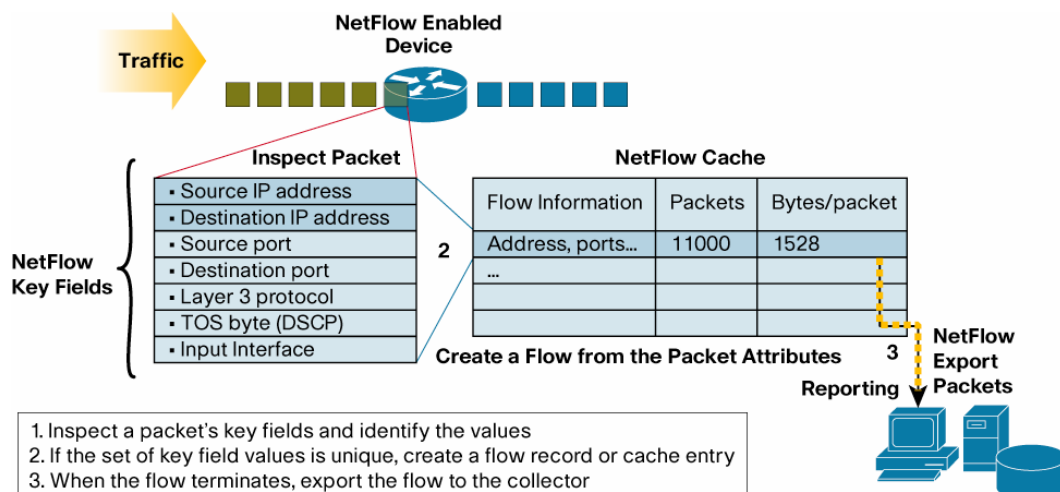 NetFlow Enabled
Device
Traffic
Inspect Packet
NetFlow Cache
NetFlow
Key Fields
▪ Source IP address
▪ Destination IP address
▪ Source port
▪ Destination port
▪ Layer 3 protocol
▪ TOS byte (DSCP)
▪ Input Interface
2
Flow Information Packets Bytes/packet
Address, ports... 11000 1528
...
Create a Flow from the Packet Attributes
3
NetFlow
Export
Packets
Reporting
1. Inspect a packet's key fields and identify the values
2. If the set of key field values is unique, create a flow record or cache entry
3. When the flow terminates, export the flow to the collector